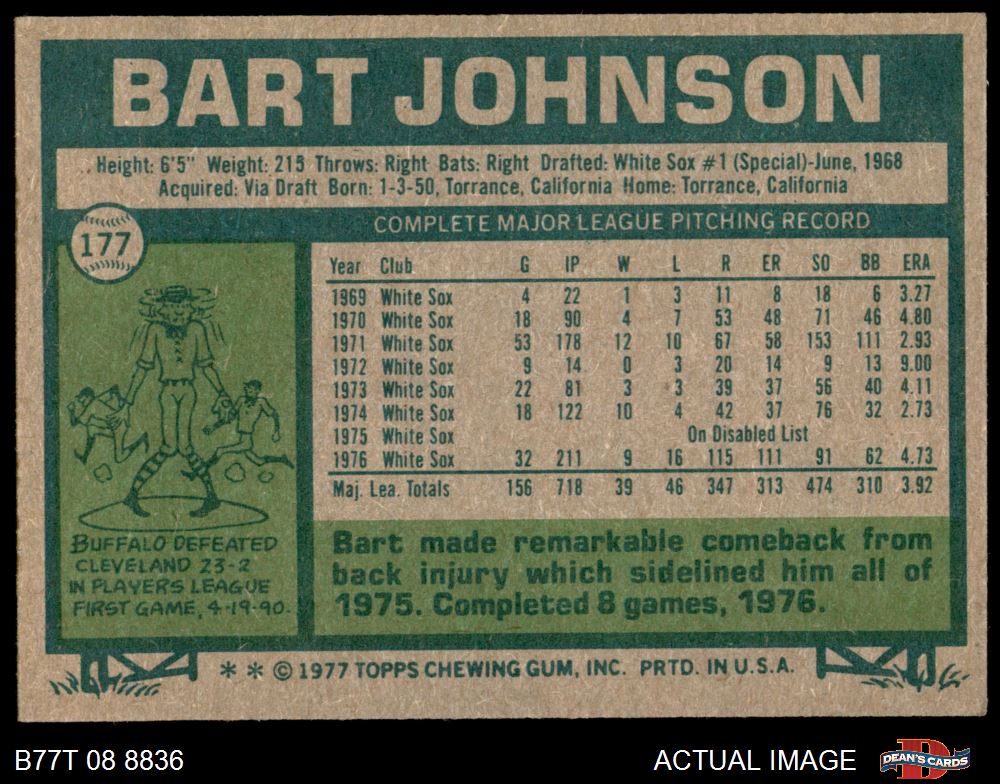 BART JOHNSON
Height: 6'5" Weight: 215 Throws: Right Bats: Right Drafted: White Sox #1 (Special)-June, 1968
Acquired: Via Draft Born: 1-3-50, Torrance, California Home: Torrance, California
177
COMPLETE MAJOR LEAGUE PITCHING RECORD
Year Club G IP W L R ER SO BB ERA
1969 White Sox 4 22 1 3 11 8 18 6 3.27
1970 White Sox 18 90 4 7 53 48 71 46 4.80
1971 White Sox 53 178 12 10 67 58 153 111 2.93
1972 White Sox 9 14 0 3 20 14 9 13 9.00
1973 White Sox 22 81 3 3 39 37 56 40 4.11
1974 White Sox 18 122 10 4 42 37 76 32 2.73
1975 White Sox On Disabled List
1976 White Sox 32 211 9 16 115 111 91 62 4.73
Maj. Lea. Totals 156 718 39 46 347 313 474 310 3.92
BUFFALO DEFEATED
CLEVELAND 23-2
IN PLAYERS LEAGUE
FIRST GAME, 4-19-90.
Bart made remarkable comeback from
back injury which sidelined him all of
1975. Completed 8 games, 1976.
* * © 1977 TOPPS CHEWING GUM, INC. PRTD. IN U.S.A.
B77T 08 8836
ACTUAL IMAGE
D
DEAN'S CARDS